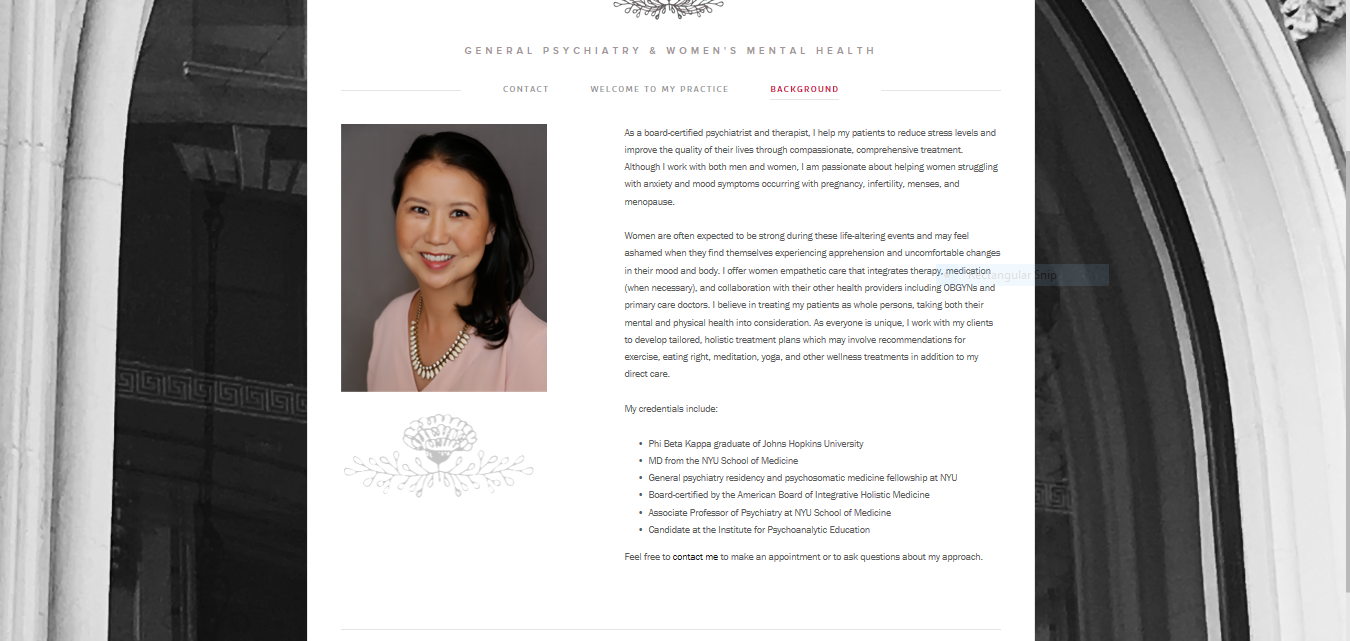 GENERAL PSYCHIATRY & WOMEN'S MENTAL HEALTH
CONTACT
WELCOME TO MY PRACTICE
BACKGROUND
As a board-certified psychiatrist and therapist, I help my patients to reduce stress levels and
improve the quality of their lives through compassionate, comprehensive treatment.
Although I work with both men and women, I am passionate about helping women struggling
with anxiety and mood symptoms occurring with pregnancy, infertility, menses, and
menopause.
Women are often expected to be strong during these life-altering events and may feel
ashamed when they find themselves experiencing apprehension and uncomfortable changes
in their mood and body. I offer women empathetic care that integrates therapy, medication
Rectangular Snip
(when necessary), and collaboration with their other health providers including OBGYNs and
primary care doctors. I believe in treating my patients as whole persons, taking both their
mental and physical health into consideration. As everyone is unique, I work with my clients
to develop tailored, holistic treatment plans which may involve recommendations for
exercise, eating right, meditation, yoga, and other wellness treatments in addition to my
direct care.
My credentials include:
• Phi Beta Kappa graduate of Johns Hopkins University
• MD from the NYU School of Medicine
• General psychiatry residency and psychosomatic medicine fellowship at NYU
• Board-certified by the American Board of Integrative Holistic Medicine
• Associate Professor of Psychiatry at NYU School of Medicine
• Candidate at the Institute for Psychoanalytic Education
Feel free to contact me to make an appointment or to ask questions about my approach.